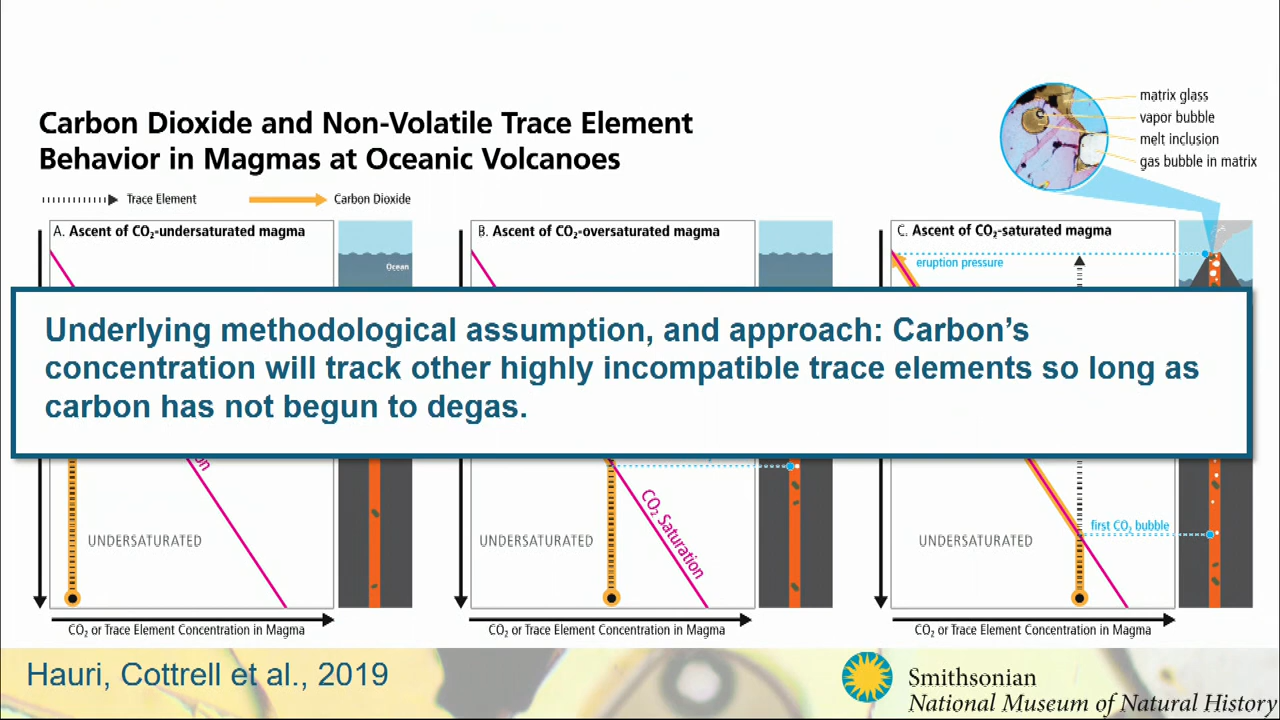 matrix glass
vapor bubble
melt inclusion
gas bubble in matrix
Carbon Dioxide and Non-Volatile Trace Element
Behavior in Magmas at Oceanic Volcanoes
Trace Element
Carbon Dioxide
A. Ascent of CO₂-undersaturated magma
B. Ascent of CO₂-oversaturated magma
C. Ascent of CO₂-saturated magma
Ocean
eruption pressure
Underlying methodological assumption, and approach: Carbon’s
concentration will track other highly incompatible trace elements so long as
carbon has not begun to degas.
UNDERSATURATED
UNDERSATURATED
CO₂ Saturation
UNDERSATURATED
first CO₂ bubble
CO₂ or Trace Element Concentration in Magma
CO₂ or Trace Element Concentration in Magma
CO₂ or Trace Element Concentration in Magma
Hauri, Cottrell et al., 2019
Smithsonian
National Museum of Natural History